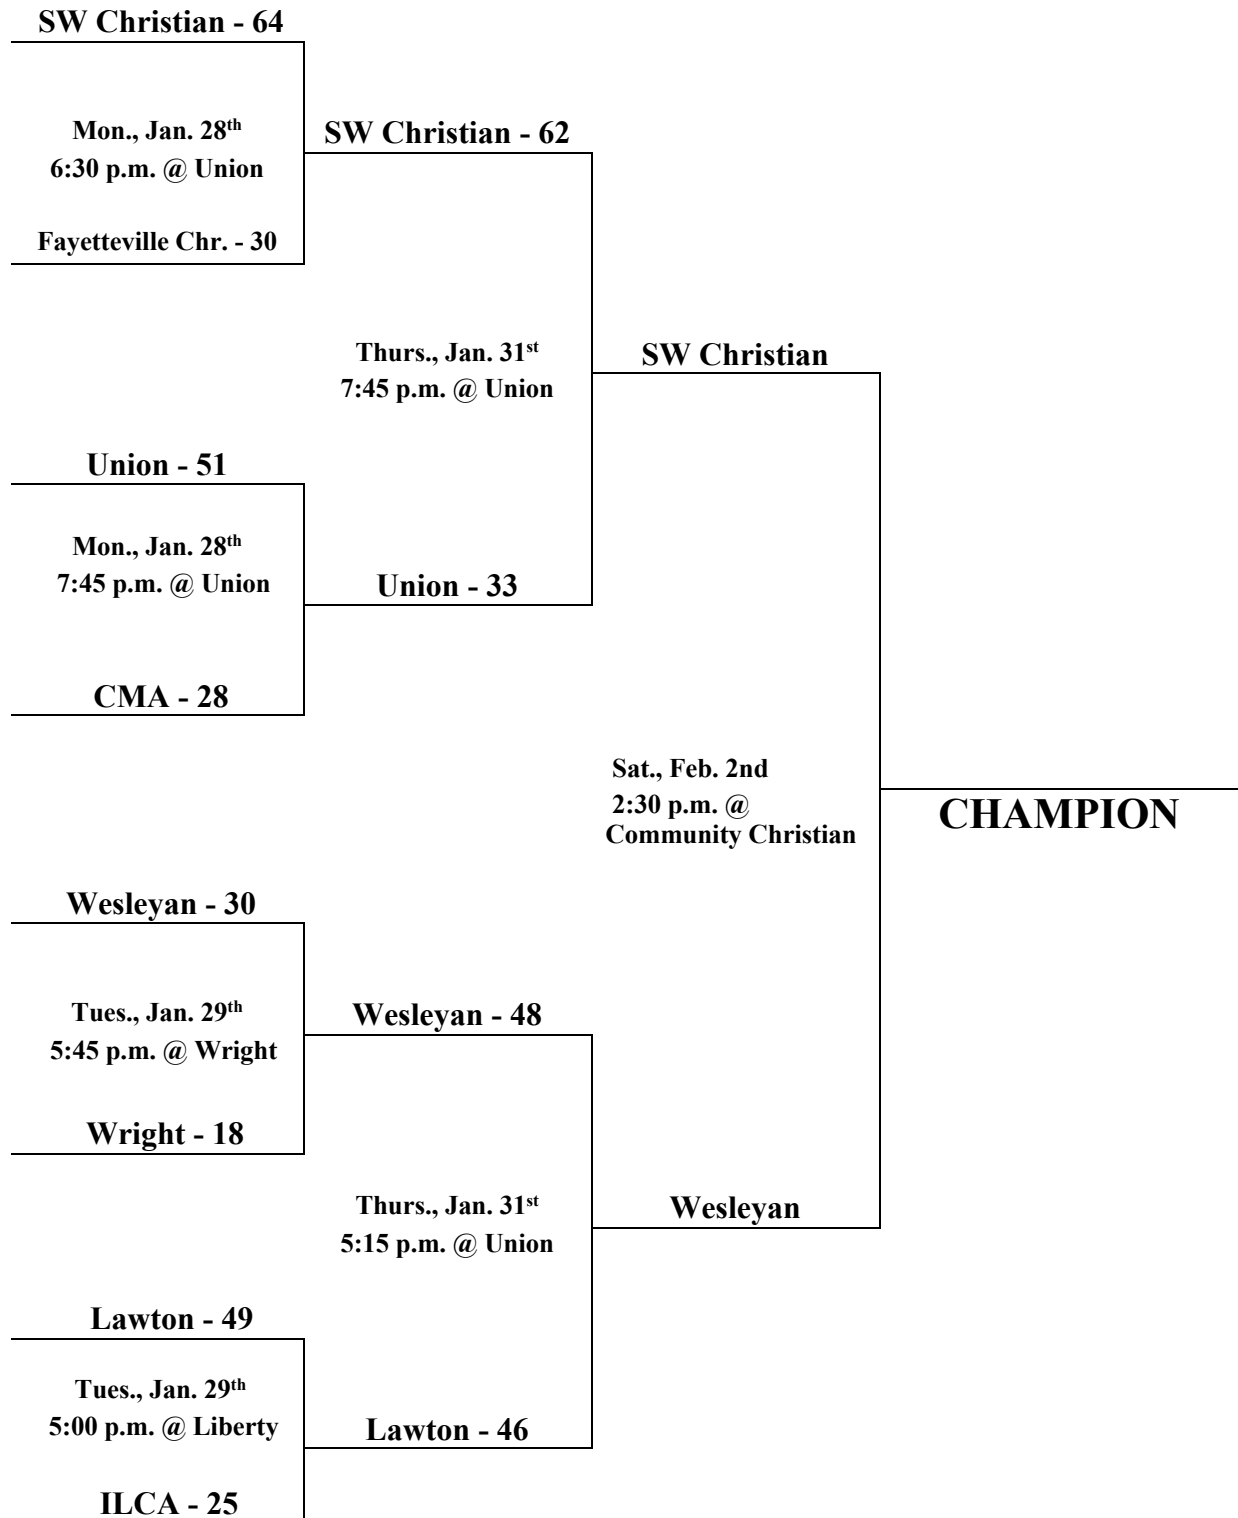 SW Christian - 64
Mon., Jan. 28th
6:30 p.m. @ Union
Fayetteville Chr. - 30
SW Christian - 62
Thurs., Jan. 31st
7:45 p.m. @ Union
SW Christian
Union - 51
Mon., Jan. 28th
7:45 p.m. @ Union
Union - 33
CMA - 28
Sat., Feb. 2nd
2:30 p.m. @
Community Christian
CHAMPION
Wesleyan - 30
Tues., Jan. 29th
5:45 p.m. @ Wright
Wesleyan - 48
Wright - 18
Thurs., Jan. 31st
5:15 p.m. @ Union
Wesleyan
Lawton - 49
Tues., Jan. 29th
5:00 p.m. @ Liberty
Lawton - 46
ILCA - 25